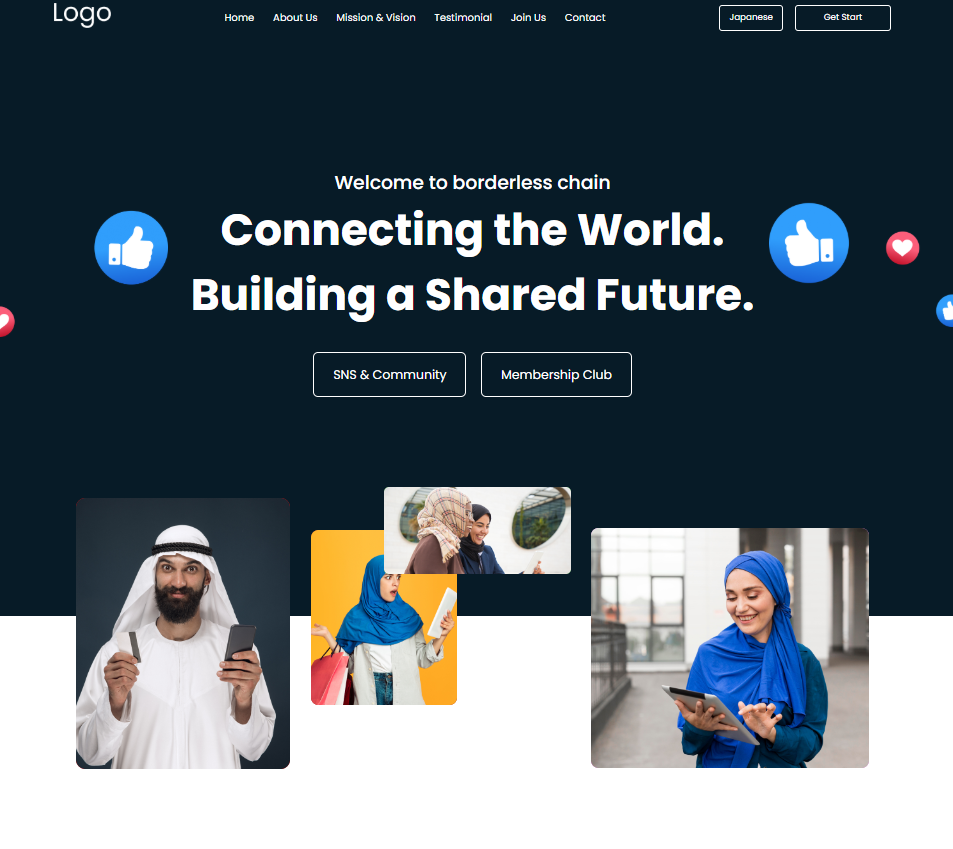 Logo
Home
About Us
Mission & Vision
Testimonial
Join Us
Contact
Japanese
Get Start
Welcome to borderless chain
Connecting the World.
Building a Shared Future.
SNS & Community
Membership Club